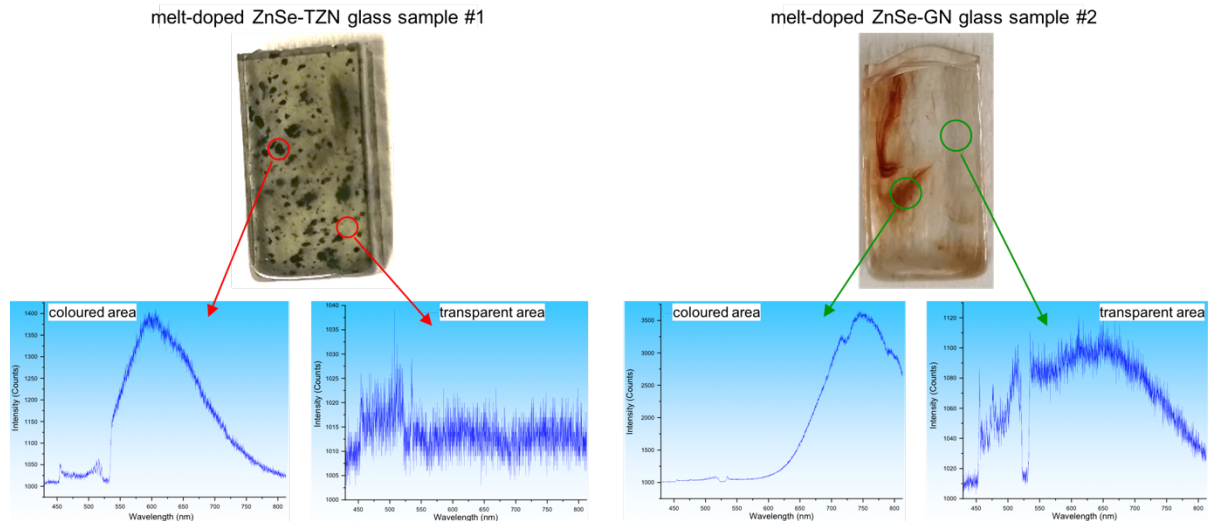 melt-doped ZnSe-TZN glass sample #1
melt-doped ZnSe-GN glass sample #2
coloured area
1400
1350
1300
1250
1200
1150
1100
1050
1000
Intensity (Counts)
450 500 550 600 650 700 750 800
Wavelength (nm)
transparent area
1040
1035
1030
1025
1020
1015
1010
1005
1000
Intensity (Counts)
450 500 550 600 650 700 750 800
Wavelength (nm)
coloured area
3500
3000
2500
2000
1500
1000
Intensity (Counts)
450 500 550 600 650 700 750 800
Wavelength (nm)
transparent area
1120
1100
1080
1060
1040
1020
1000
Intensity (Counts)
450 500 550 600 650 700 750 800
Wavelength (nm)